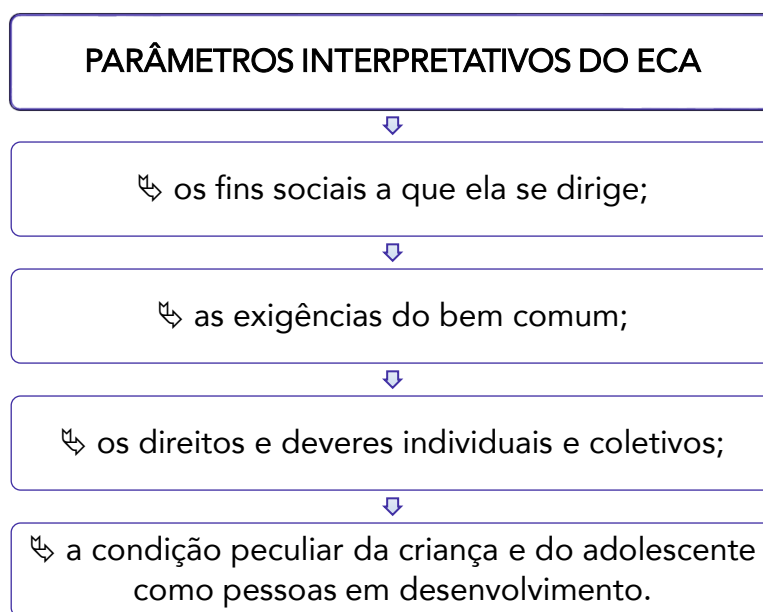 PARÂMETROS INTERPRETATIVOS DO ECA
os fins sociais a que ela se dirige;
as exigências do bem comum;
os direitos e deveres individuais e coletivos;
a condição peculiar da criança e do adolescente
como pessoas em desenvolvimento.